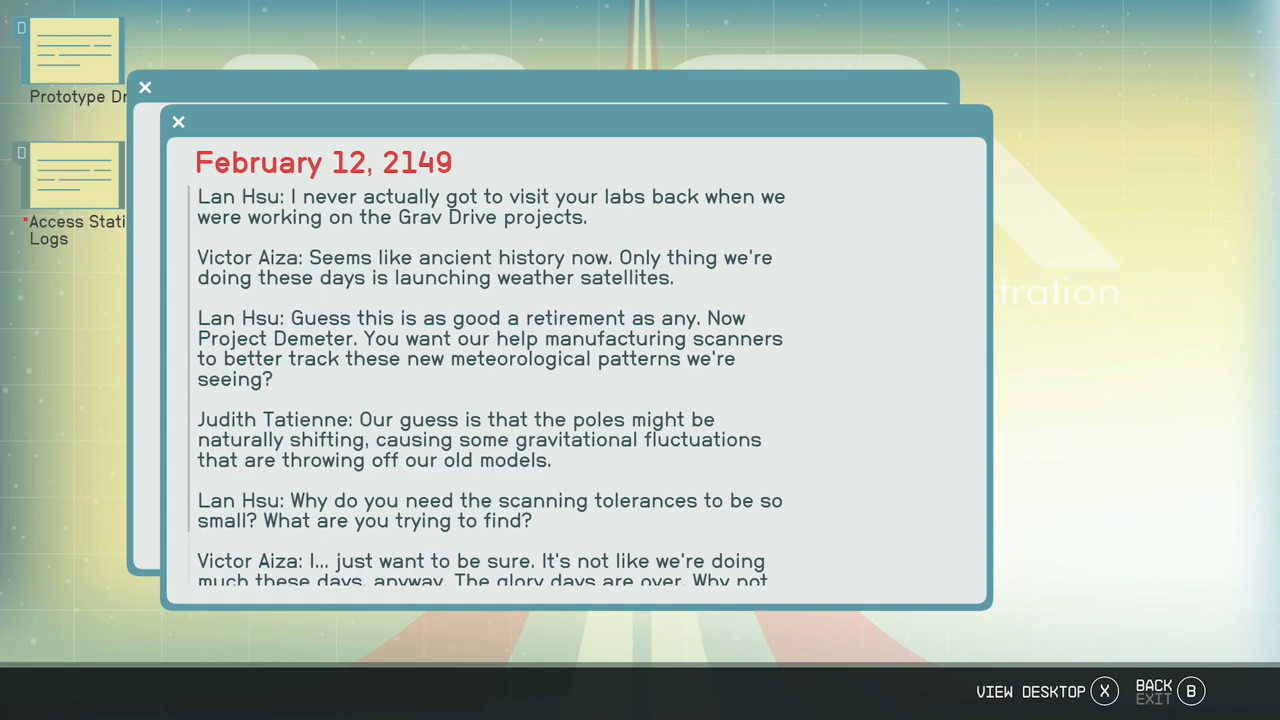 Prototype Dr
Access Stati
Logs
February 12, 2149
Lan Hsu: I never actually got to visit your labs back when we
were working on the Grav Drive projects.
Victor Aiza: Seems like ancient history now. Only thing we're
doing these days is launching weather satellites.
Lan Hsu: Guess this is as good a retirement as any. Now
Project Demeter. You want our help manufacturing scanners
to better track these new meteorological patterns we're
seeing?
Judith Tatienne: Our guess is that the poles might be
naturally shifting, causing some gravitational fluctuations
that are throwing off our old models.
Lan Hsu: Why do you need the scanning tolerances to be so
small? What are you trying to find?
Victor Aiza: I... just want to be sure. It's not like we're doing
much these days, anyway. The glory days are over. Why not
stration
VIEW DESKTOP X
BACK B
EXIT